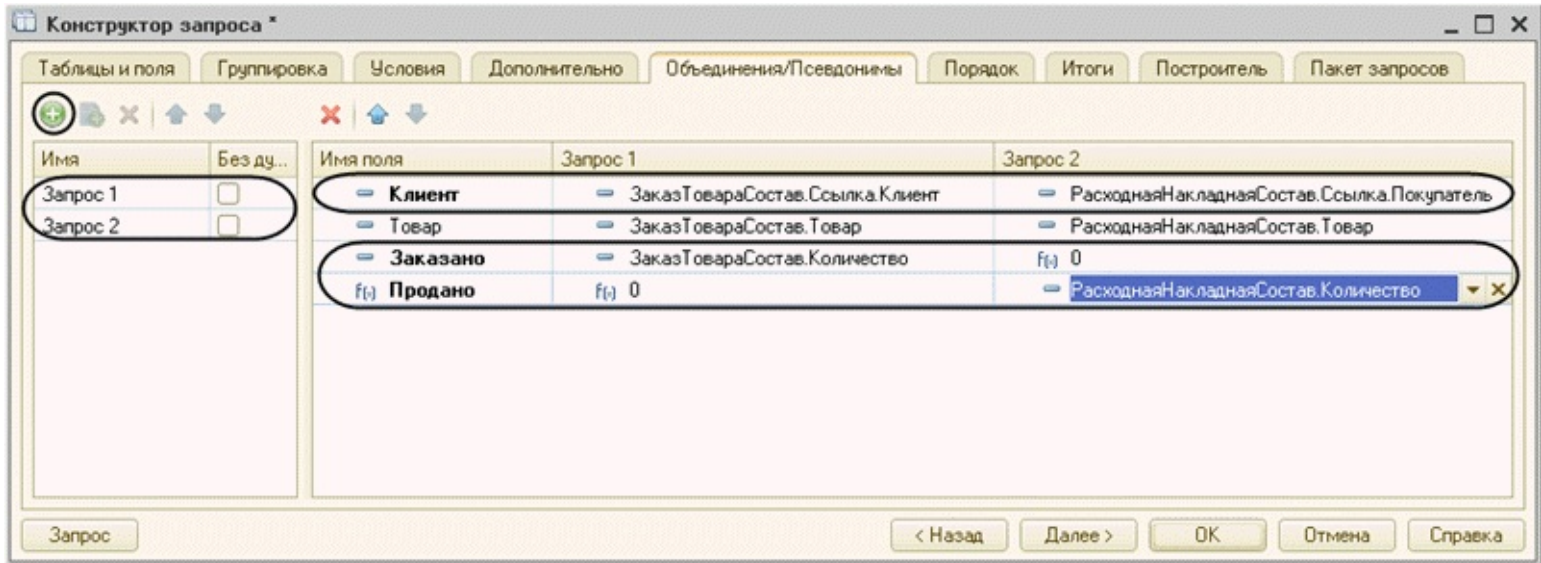 Конструктор запроса *
Таблицы и поля Группировка Условия Дополнительно Объединения/Псевдонимы Порядок Итоги Построитель Пакет запросов
Имя Без ду... Имя поля Запрос 1 Запрос 2
Запрос 1 Клиент ЗаказТовараСостав.Ссылка.Клиент РасходнаяНакладнаяСостав.Ссылка.Покупатель
Запрос 2 Товар ЗаказТовараСостав.Товар РасходнаяНакладнаяСостав.Товар
Заказано ЗаказТовараСостав.Количество f(-) 0
f(-) Продано f(-) 0 РасходнаяНакладнаяСостав.Количество
Запрос < Назад Далее > ОК Отмена Справка